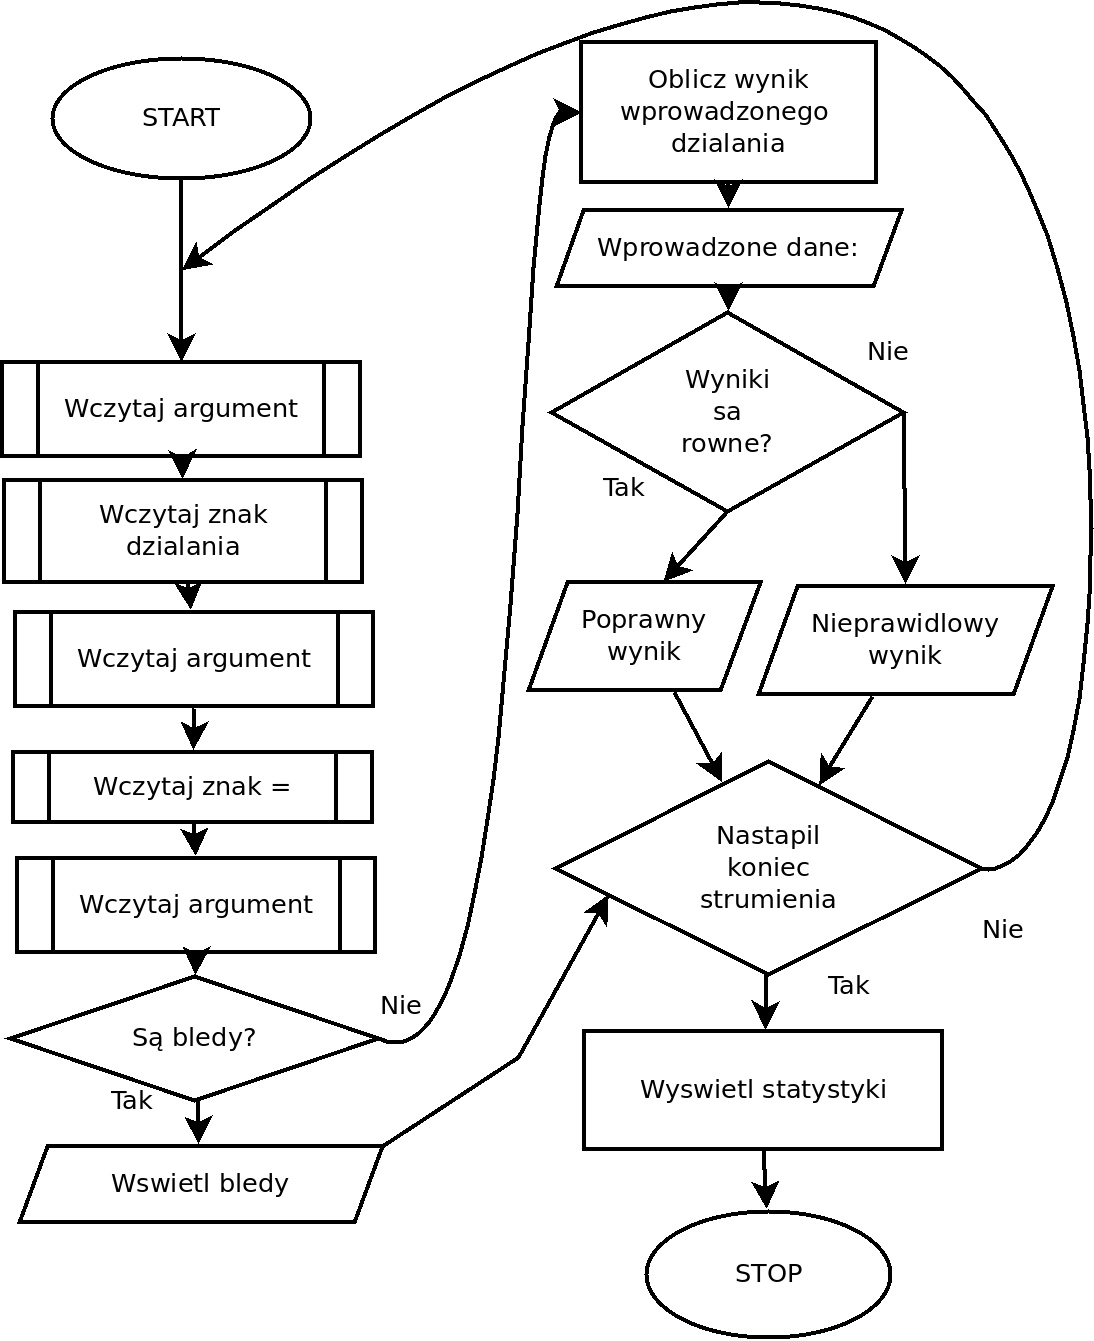 START
Wczytaj argument
Wczytaj znak
dzialania
Wczytaj argument
Wczytaj znak =
Wczytaj argument
Są bledy?
Nie
Tak
Wswietl bledy
Oblicz wynik
wprowadzonego
dzialania
Wprowadzone dane:
Wyniki
sa
rowne?
Nie
Tak
Poprawny
wynik
Nieprawidlowy
wynik
Nastapil
koniec
strumienia
Nie
Tak
Wyswietl statystyki
STOP